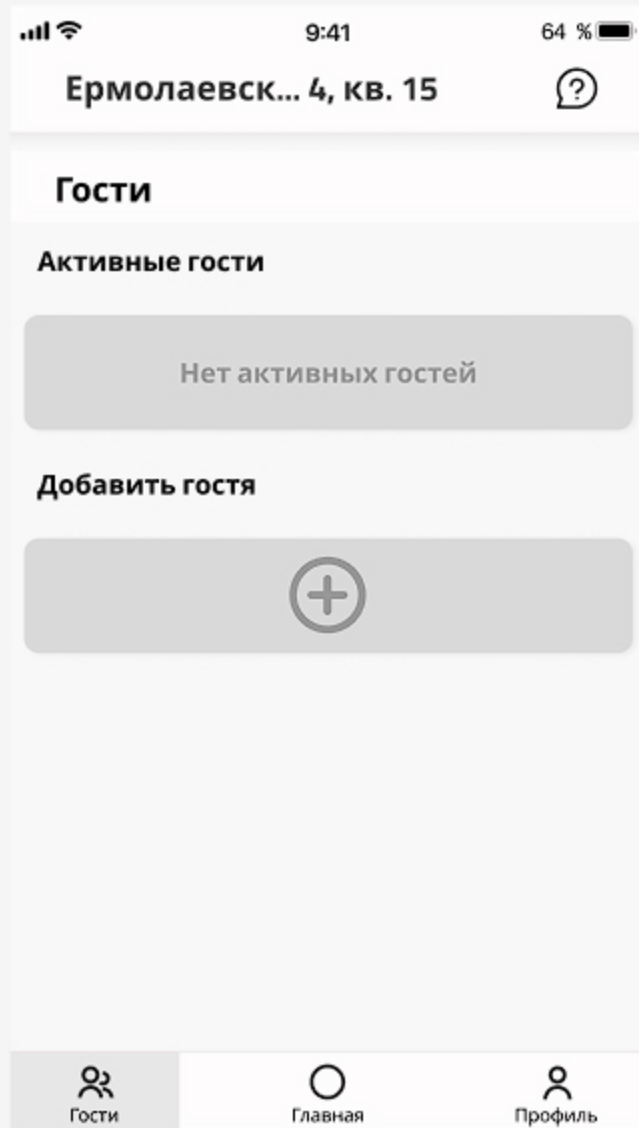 9:41
64 %
Ермолаевск... 4, кв. 15
Гости
Активные гости
Нет активных гостей
Добавить гостя
Гости
Главная
Профиль